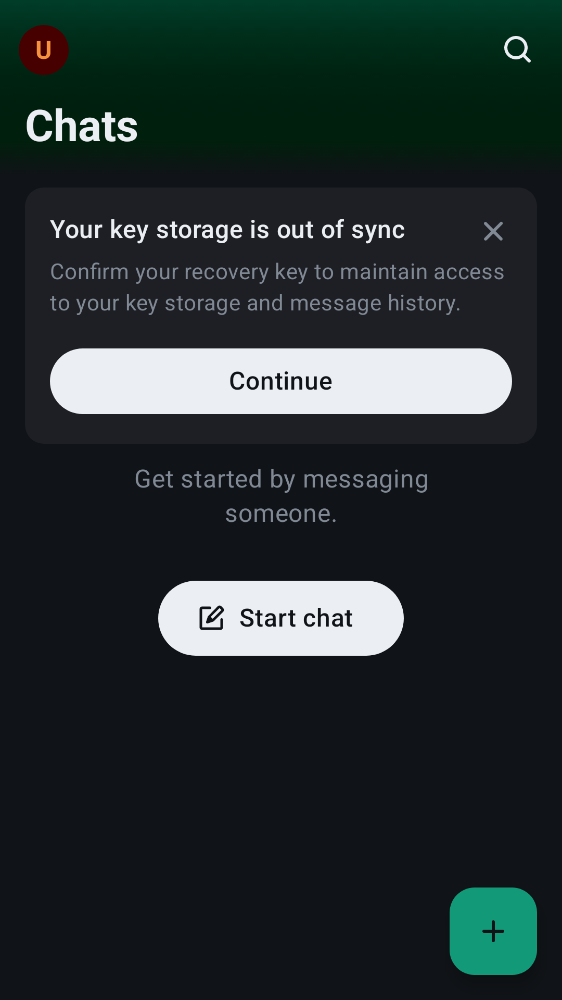 U
Chats
Your key storage is out of sync
Confirm your recovery key to maintain access
to your key storage and message history.
Continue
Get started by messaging
someone.
Start chat